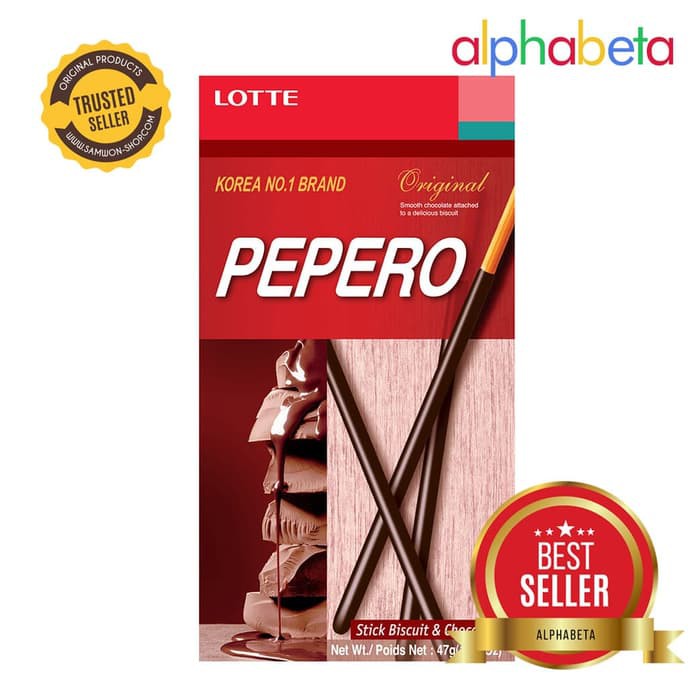 alphabeta
ORIGINAL PRODUCTS
TRUSTED
SELLER
WWW.SAMWON-SHOP.COM
LOTTE
KOREA NO.1 BRAND
Original
Smooth chocolate attached
to a delicious biscuit
PEPERO
BEST
SELLER
ALPHABETA
Stick Biscuit &
Net Wt./ Poids Net : 47g